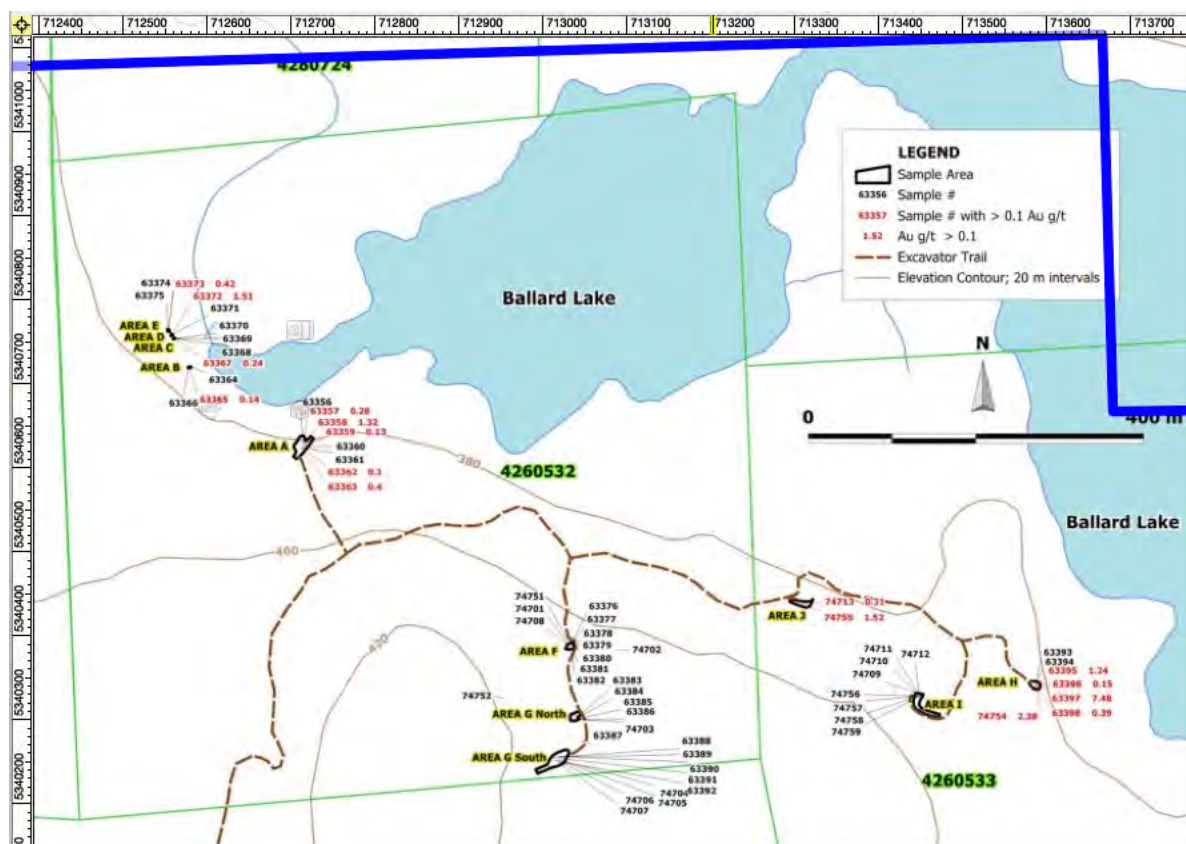 712400 712500 712600 712700 712800 712900 713000 713100 713200 713300 713400 713500 713600 713700
5341000
5340900
5340800
5340700
5340600
5340500
5340400
5340300
5340200
4280724
LEGEND
Sample Area
63356 Sample #
63357 Sample # with > 0.1 Au g/t
1.52 Au g/t > 0.1
Excavator Trail
Elevation Contour; 20 m intervals
N
0 400 m
Ballard Lake
Ballard Lake
63374 63373 0.42
63375 63372 1.51
63371
AREA E 63370
AREA D 63369
AREA C 63368
AREA B 63367 0.24
63364
63366 63365 0.14
63356
63357 0.28
63358 1.32
63359 0.13
AREA A 63360
63361
63362 0.3
63363 0.4
380
4260532
400
420
74751 63376
74701 63377
74708 63378
63379
AREA F 63380 74702
63381
63382 63383
74752 63384
63385
AREA G North 63386
74703
63387
63388
AREA G South 63389
63390
63391
74704 63392
74706 74705
74707
74713 0.31
AREA J 74755 1.52
74711 74712
74710
74709
74756
74757 AREA I
74758
74759
74754 2.38
63393
63394
63395 1.24
AREA H 63396 0.15
63397 7.48
63398 0.39
4260533